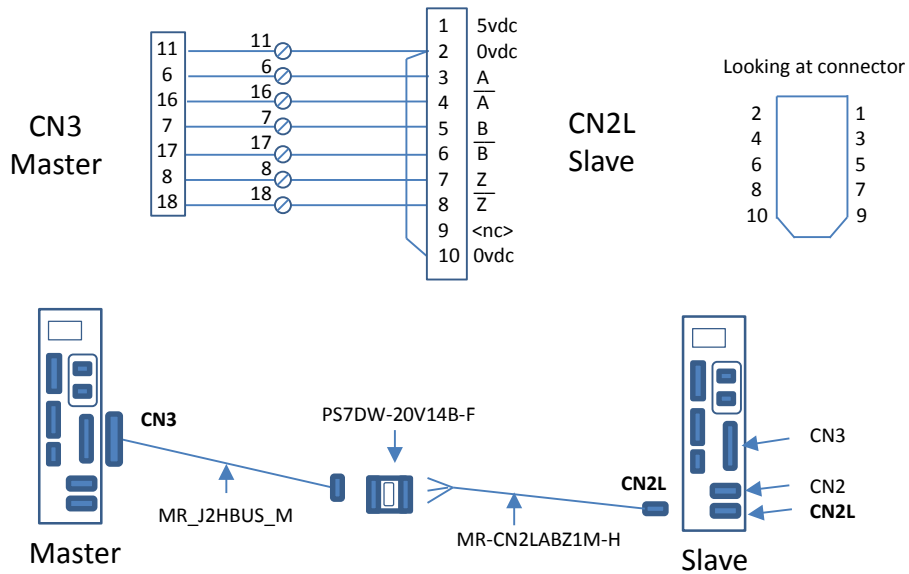 CN3
Master
11
6
16
7
17
8
18
11
6
16
7
17
8
18
1 5vdc
2 0vdc
3 A
4 A
5 B
6 B
7 Z
8 Z
9 <nc>
10 0vdc
CN2L
Slave
Looking at connector
2 1
4 3
6 5
8 7
10 9
CN3
MR_J2HBUS_M
PS7DW-20V14B-F
CN2L
MR-CN2LABZ1M-H
CN3
CN2
CN2L
Master
Slave